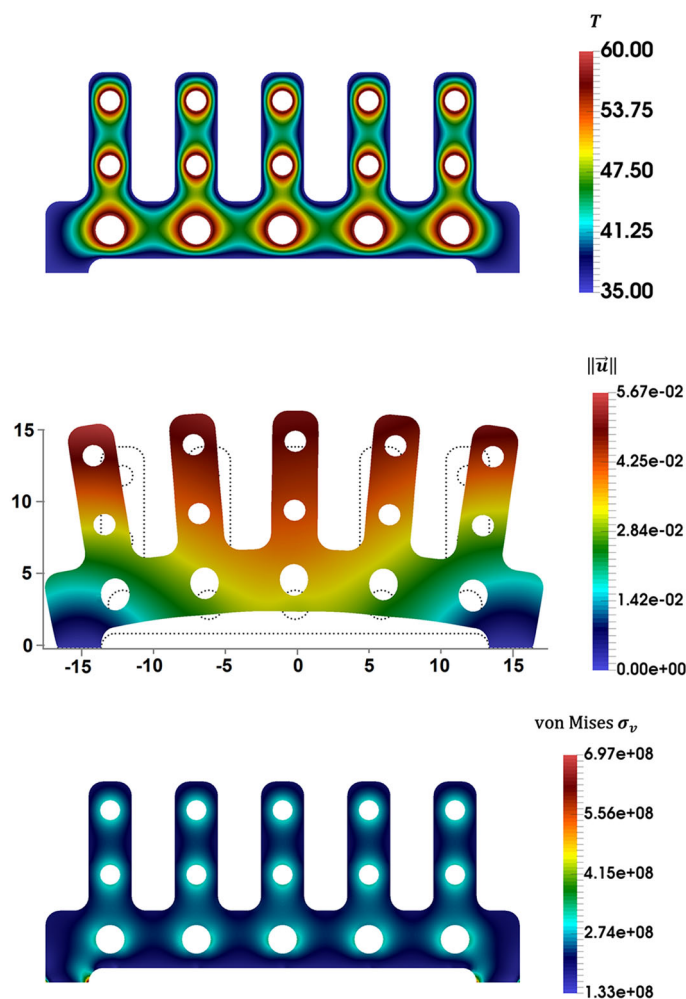 T
60.00
53.75
47.50
41.25
35.00
‖u⃗‖
5.67e-02
4.25e-02
2.84e-02
1.42e-02
0.00e+00
15
10
5
0
-15 -10 -5 0 5 10 15
von Mises σᵥ
6.97e+08
5.56e+08
4.15e+08
2.74e+08
1.33e+08